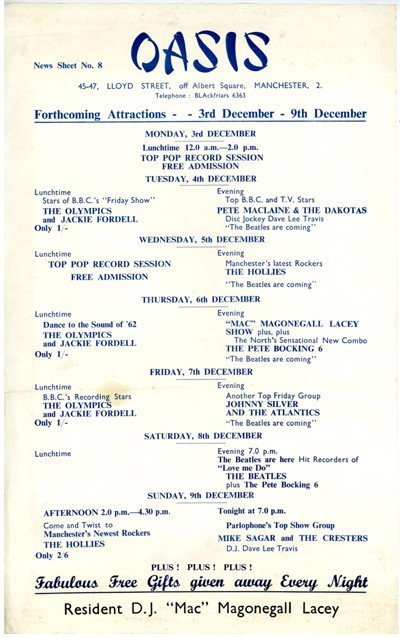 News Sheet No. 8
OASIS
45-47, LLOYD STREET, off Albert Square, MANCHESTER, 2.
Telephone : BLAckfriars 6363
Forthcoming Attractions - - 3rd December - 9th December
MONDAY, 3rd DECEMBER
Lunchtime 12.0 a.m.—2.0 p.m.
TOP POP RECORD SESSION
FREE ADMISSION
TUESDAY, 4th DECEMBER
Lunchtime
Stars of B.B.C.'s "Friday Show"
THE OLYMPICS
and JACKIE FORDELL
Only 1/-
Evening
Top B.B.C. and T.V. Stars
PETE MACLAINE & THE DAKOTAS
Disc Jockey Dave Lee Travis
"The Beatles are coming"
WEDNESDAY, 5th DECEMBER
Lunchtime
TOP POP RECORD SESSION
FREE ADMISSION
Evening
Manchester's latest Rockers
THE HOLLIES
"The Beatles are coming"
THURSDAY, 6th DECEMBER
Lunchtime
Dance to the Sound of '62
THE OLYMPICS
and JACKIE FORDELL
Only 1/-
Evening
"MAC" MAGONEGALL LACEY
SHOW plus, plus
The North's Sensational New Combo
THE PETE BOCKING 6
"The Beatles are coming"
FRIDAY, 7th DECEMBER
Lunchtime
B.B.C.'s Recording Stars
THE OLYMPICS
and JACKIE FORDELL
Only 1/-
Evening
Another Top Friday Group
JOHNNY SILVER
AND THE ATLANTICS
"The Beatles are coming"
SATURDAY, 8th DECEMBER
Lunchtime
Evening 7.0 p.m.
The Beatles are here Hit Recorders of
"Love me Do"
THE BEATLES
plus The Pete Bocking 6
SUNDAY, 9th DECEMBER
AFTERNOON 2.0 p.m.—4.30 p.m.
Come and Twist to
Manchester's Newest Rockers
THE HOLLIES
Only 2/6
Tonight at 7.0 p.m.
Parlophone's Top Show Group
MIKE SAGAR and THE CRESTERS
D.J. Dave Lee Travis
PLUS ! PLUS ! PLUS !
Fabulous Free Gifts given away Every Night
Resident D.J. "Mac" Magonegall Lacey